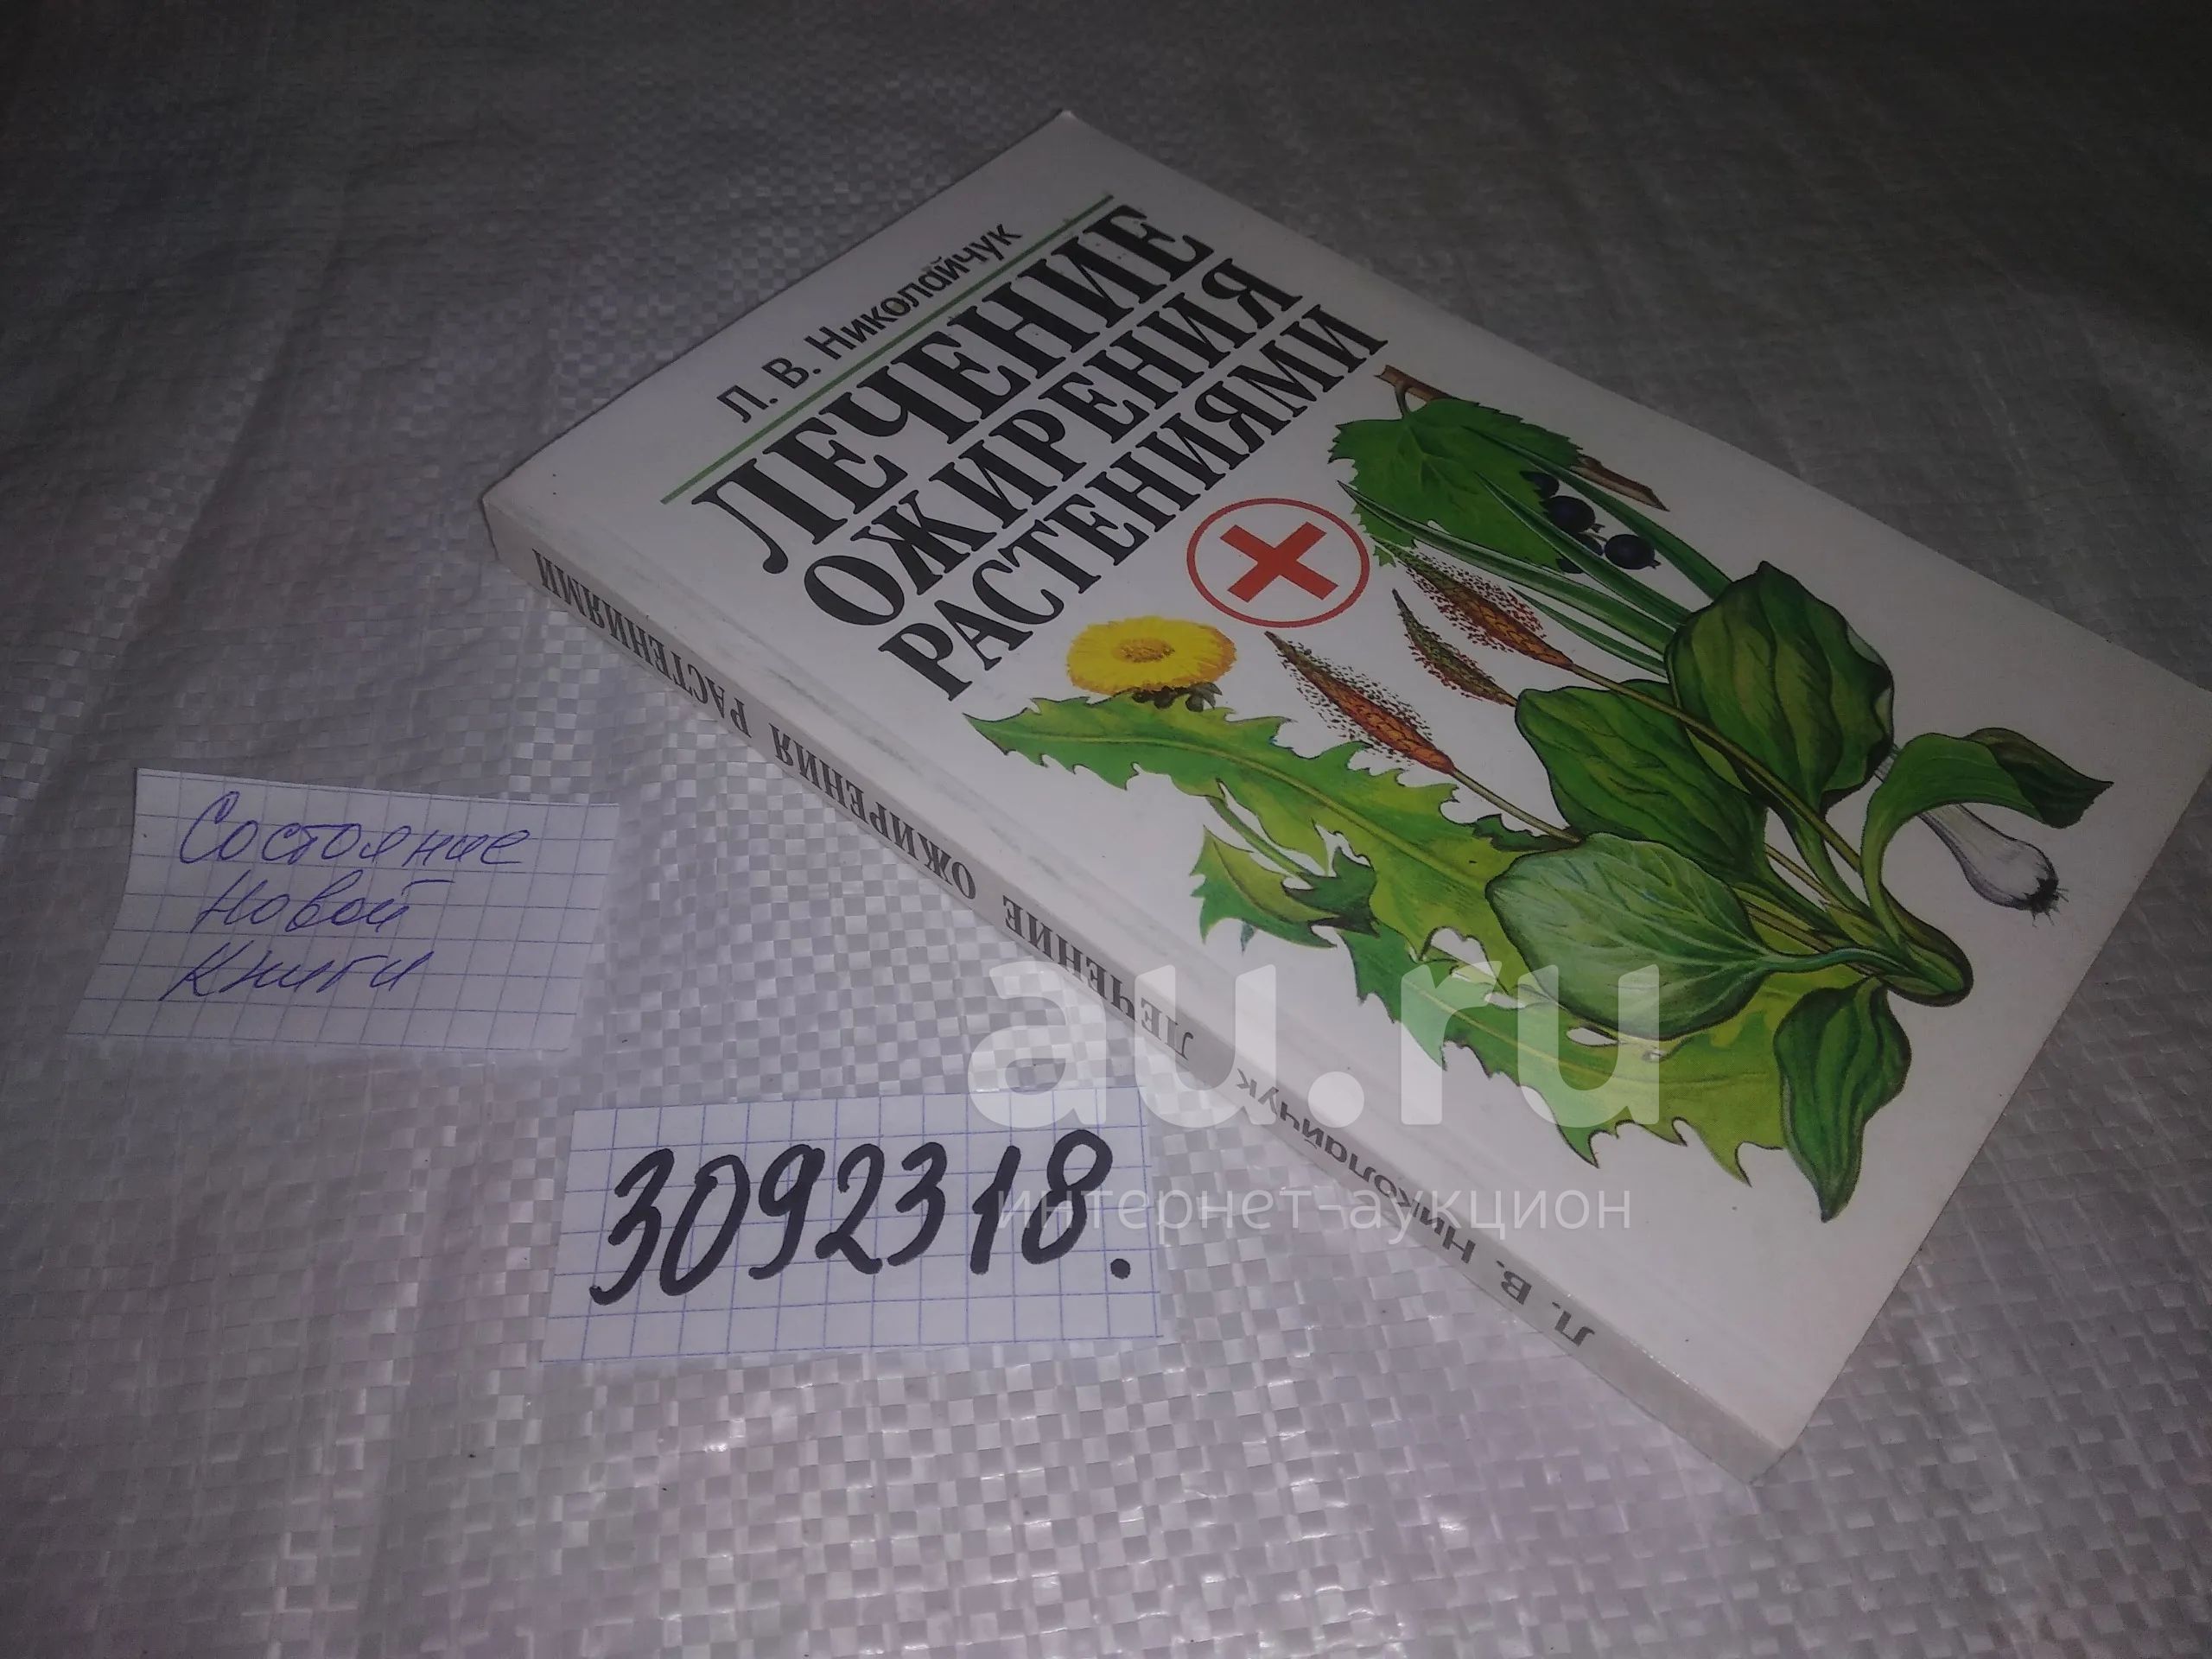 Л. В. Николайчук
ЛЕЧЕНИЕ
ОЖИРЕНИЯ
РАСТЕНИЯМИ
Л. В. Николайчук ЛЕЧЕНИЕ ОЖИРЕНИЯ РАСТЕНИЯМИ
Состояние
новой
книги
3092318.
au.ru
интернет-аукцион